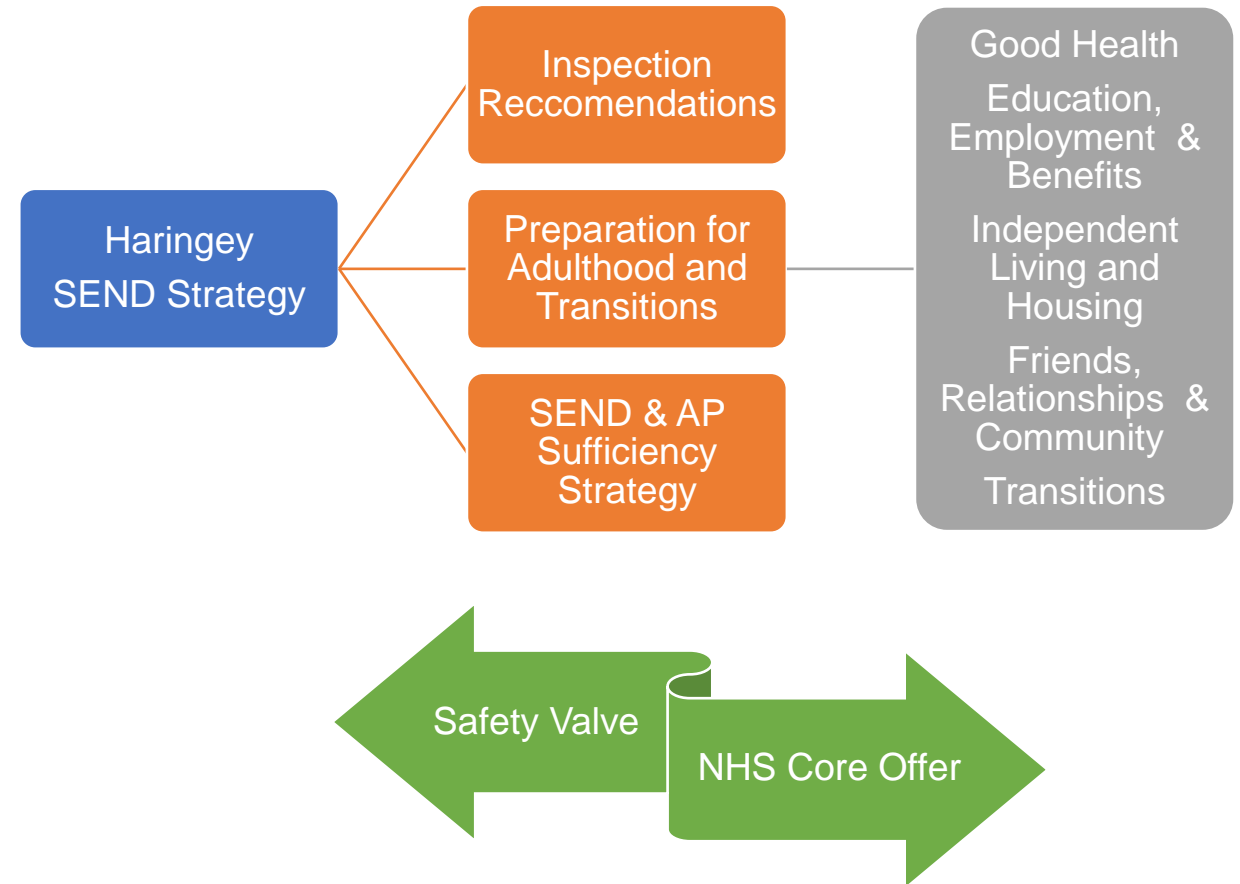 Haringey
SEND Strategy
Inspection
Reccomendations
Preparation for
Adulthood and
Transitions
SEND & AP
Sufficiency
Strategy
Good Health
Education,
Employment &
Benefits
Independent
Living and
Housing
Friends,
Relationships &
Community
Transitions
Safety Valve
NHS Core Offer